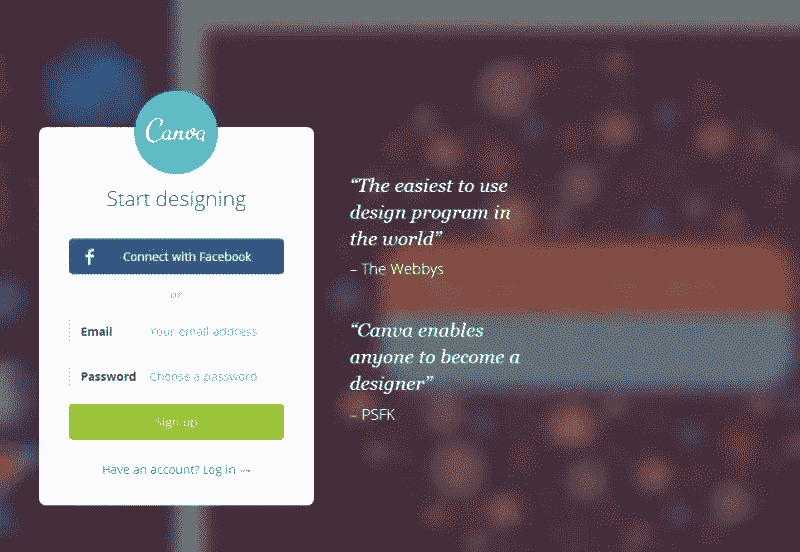 Canva
Start designing
f Connect with Facebook
or
Email Your email address
Password Choose a password
Sign up
Have an account? Log in →
“The easiest to use
design program in
the world”
– The Webbys
“Canva enables
anyone to become a
designer”
– PSFK